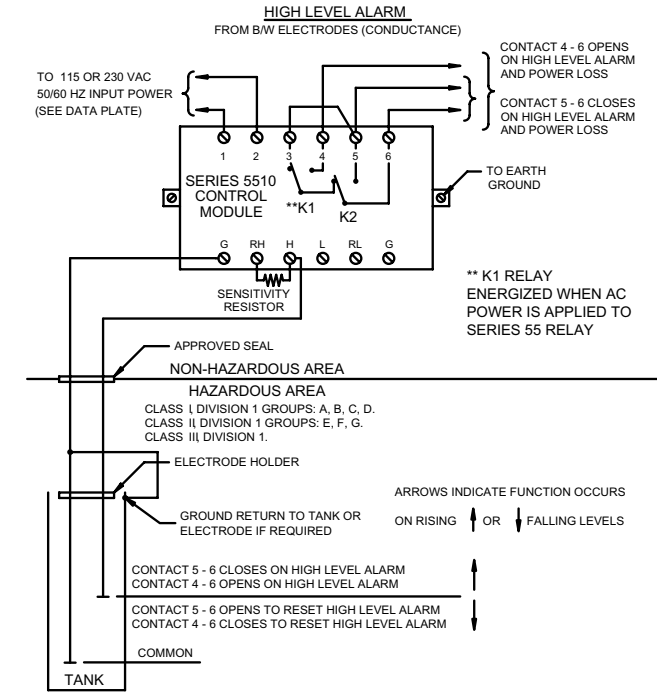 HIGH LEVEL ALARM
FROM B/W ELECTRODES (CONDUCTANCE)
TO 115 OR 230 VAC
50/60 HZ INPUT POWER
(SEE DATA PLATE)
CONTACT 4 - 6 OPENS
ON HIGH LEVEL ALARM
AND POWER LOSS
CONTACT 5 - 6 CLOSES
ON HIGH LEVEL ALARM
AND POWER LOSS
1 2 3 4 5 6
SERIES 5510
CONTROL
MODULE
**K1
K2
TO EARTH
GROUND
G RH H L RL G
SENSITIVITY
RESISTOR
** K1 RELAY
ENERGIZED WHEN AC
POWER IS APPLIED TO
SERIES 55 RELAY
APPROVED SEAL
NON-HAZARDOUS AREA
HAZARDOUS AREA
CLASS I, DIVISION 1 GROUPS: A, B, C, D.
CLASS II, DIVISION 1 GROUPS: E, F, G.
CLASS III, DIVISION 1.
ELECTRODE HOLDER
GROUND RETURN TO TANK OR
ELECTRODE IF REQUIRED
ARROWS INDICATE FUNCTION OCCURS
ON RISING OR FALLING LEVELS
CONTACT 5 - 6 CLOSES ON HIGH LEVEL ALARM
CONTACT 4 - 6 OPENS ON HIGH LEVEL ALARM
CONTACT 5 - 6 OPENS TO RESET HIGH LEVEL ALARM
CONTACT 4 - 6 CLOSES TO RESET HIGH LEVEL ALARM
COMMON
TANK